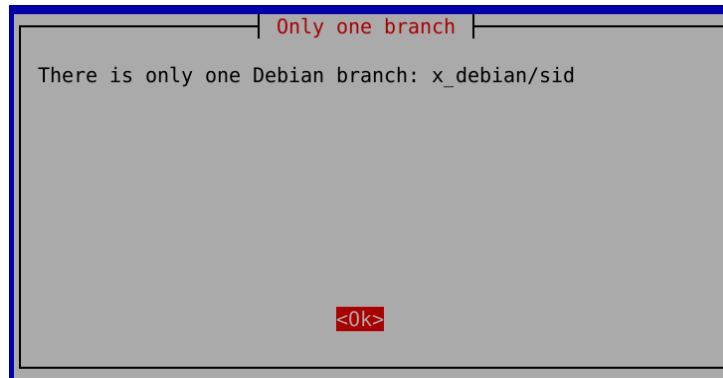 Only one branch
There is only one Debian branch: x_debian/sid
<Ok>